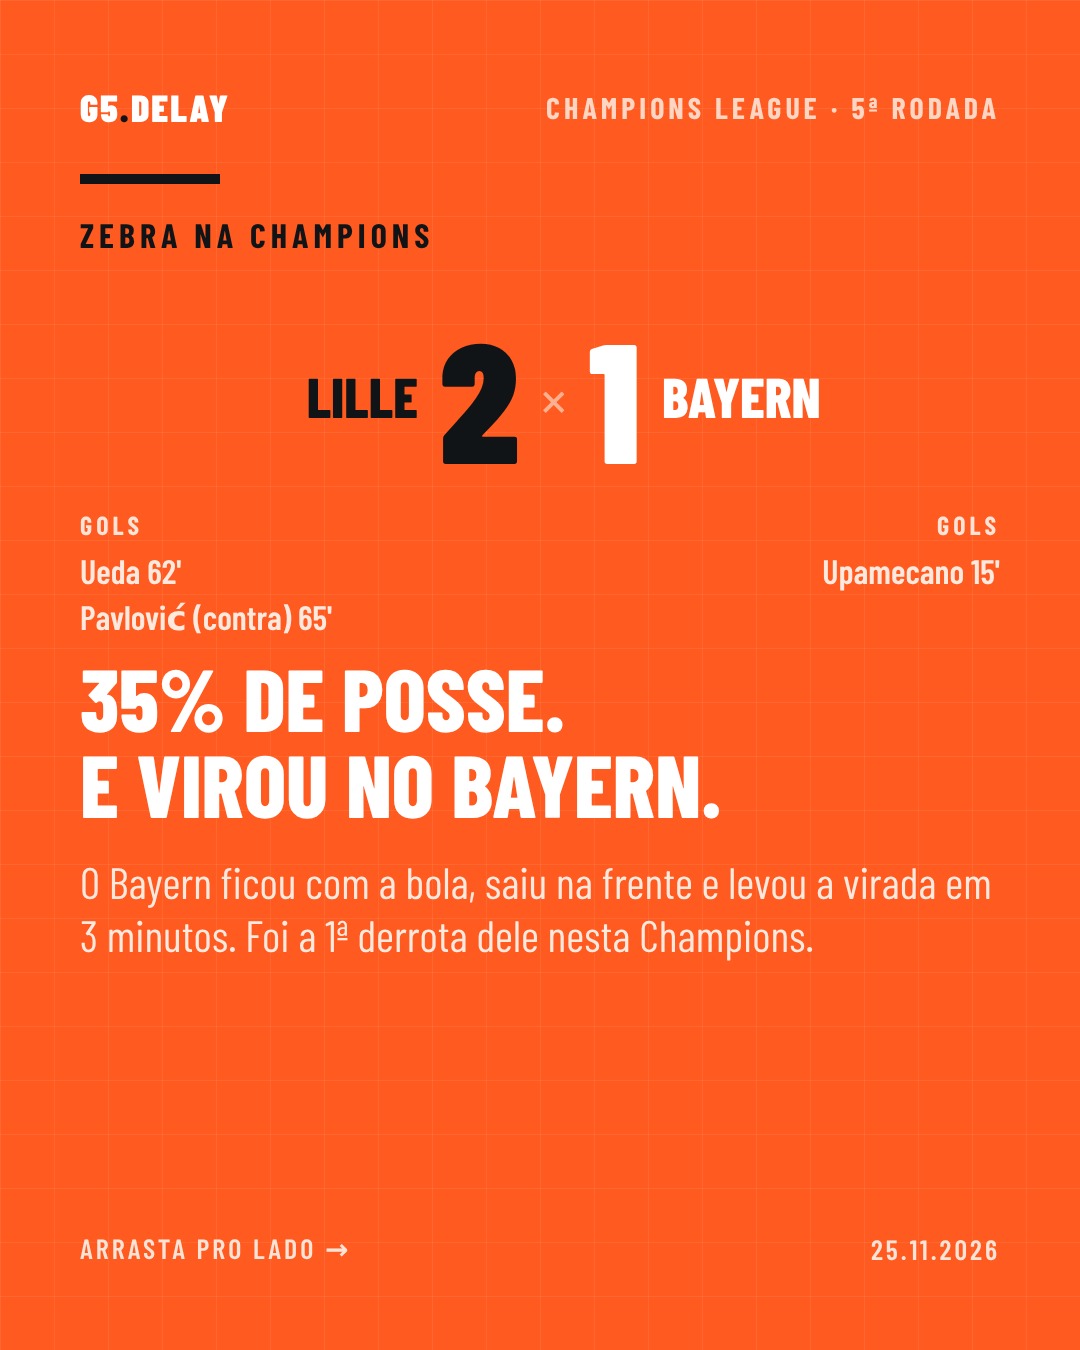 G5.DELAY
CHAMPIONS LEAGUE · 5ª RODADA
ZEBRA NA CHAMPIONS
LILLE 2 × 1 BAYERN
GOLS
Ueda 62'
Pavlović (contra) 65'
GOLS
Upamecano 15'
35% DE POSSE.
E VIROU NO BAYERN.
O Bayern ficou com a bola, saiu na frente e levou a virada em
3 minutos. Foi a 1ª derrota dele nesta Champions.
ARRASTA PRO LADO →
25.11.2026